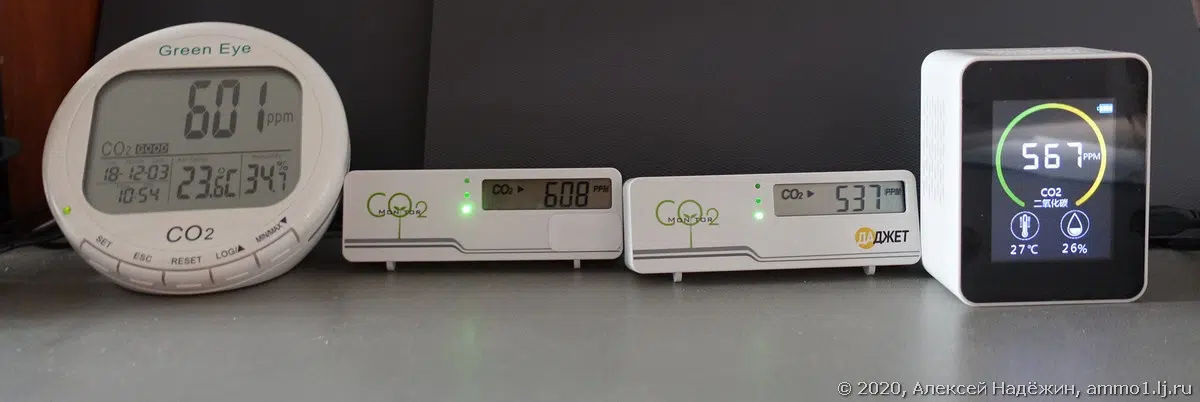 Green Eye
601 ppm
CO2 GOOD
18-12-03
10:54
23.6°C
34.7
CO2
SET
ESC
RESET
LOG/▲
MIN/MAX/▼
CO2
MONITOR
CO2 ▶ 608 PPM
CO2
MONITOR
CO2 ▶ 537 PPM
ДАДЖЕТ
567 PPM
CO2
二氧化碳
27℃ 26%
© 2020, Алексей Надёжин, ammo1.lj.ru